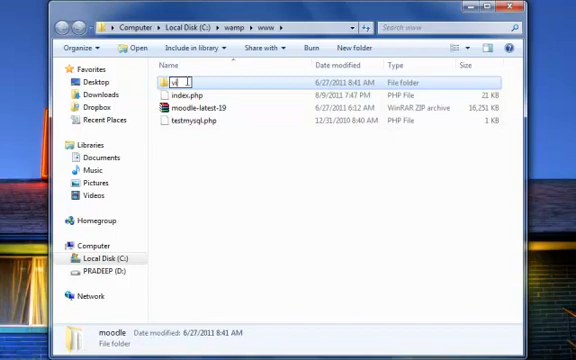 Computer ▸ Local Disk (C:) ▸ wamp ▸ www ▸
Search www
Organize ▾ Open Include in library ▾ Share with ▾ Burn New folder
Name Date modified Type Size
Favorites
Desktop
Downloads
Dropbox
Recent Places
Libraries
Documents
Music
Pictures
Videos
Homegroup
Computer
Local Disk (C:)
PRADEEP (D:)
Network
6/27/2011 8:41 AM File folder
index.php 8/9/2011 7:47 PM PHP File 21 KB
moodle-latest-19 6/27/2011 6:12 AM WinRAR ZIP archive 16,251 KB
testmysql.php 12/31/2010 8:40 AM PHP File 1 KB
moodle Date modified: 6/27/2011 8:41 AM
File folder